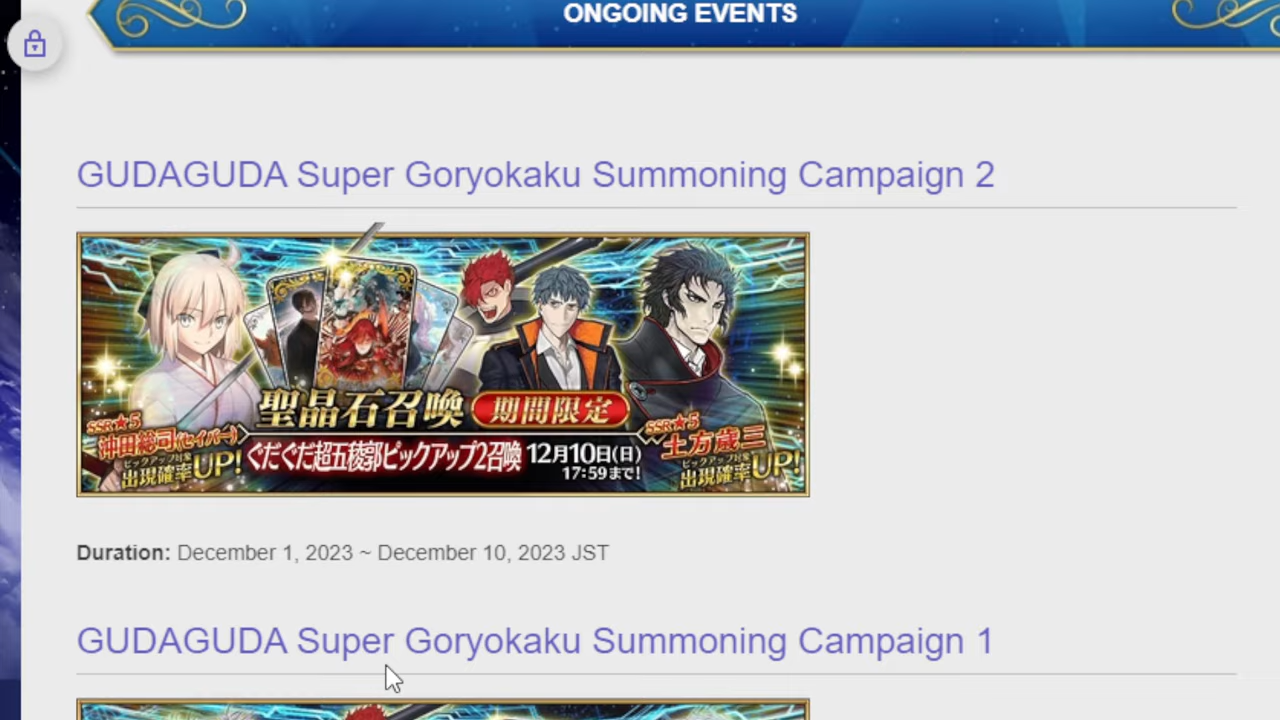 ONGOING EVENTS
GUDAGUDA Super Goryokaku Summoning Campaign 2
聖晶石召喚 期間限定
SSR★5
沖田総司(セイバー)
ピックアップ対象
出現確率UP!
ぐだぐだ超五稜郭ピックアップ2召喚
12月10日(日)
17:59まで!
SSR★5
土方歳三
ピックアップ対象
出現確率UP!
Duration: December 1, 2023 ~ December 10, 2023 JST
GUDAGUDA Super Goryokaku Summoning Campaign 1